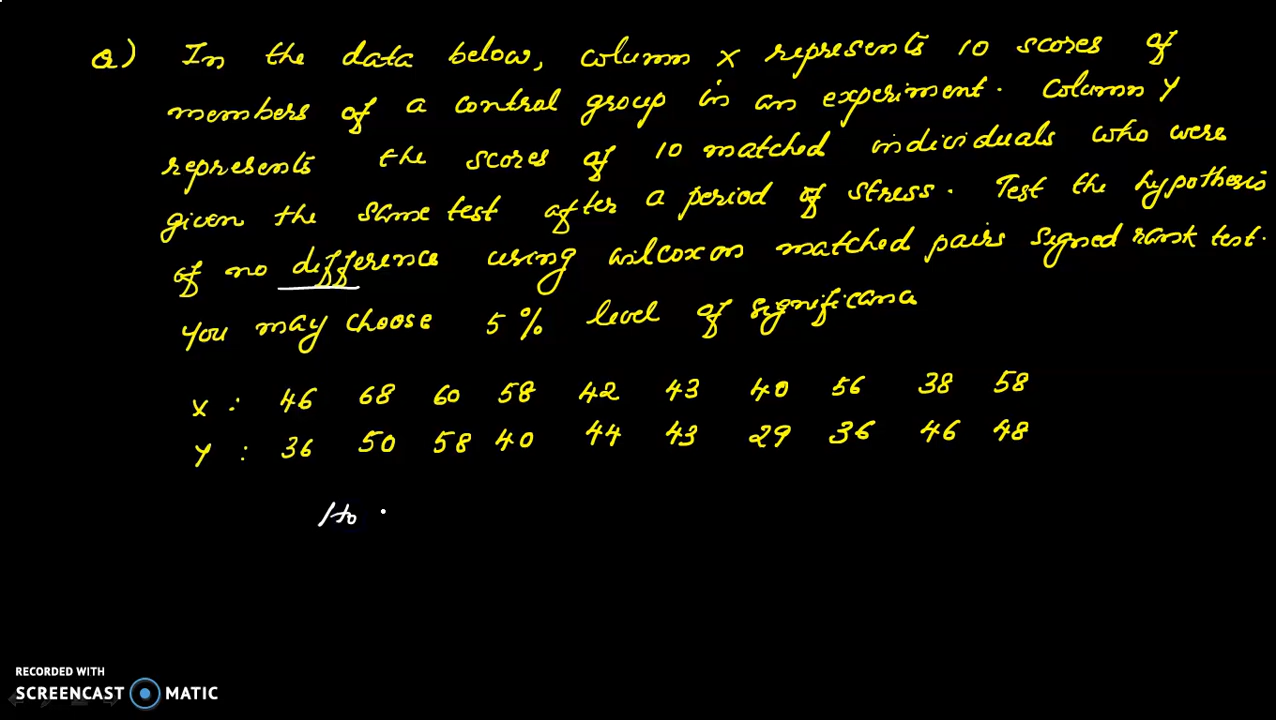 Q) In the data below, column X represents 10 scores of
members of a control group in an experiment. Column Y
represents the scores of 10 matched individuals who were
given the same test after a period of stress. Test the hypothesis
of no difference using wilcoxon matched pairs signed rank test.
You may choose 5% level of significance
X : 46 68 60 58 42 43 40 56 38 58
Y : 36 50 58 40 44 43 29 36 46 48
Ho
RECORDED WITH
SCREENCAST MATIC